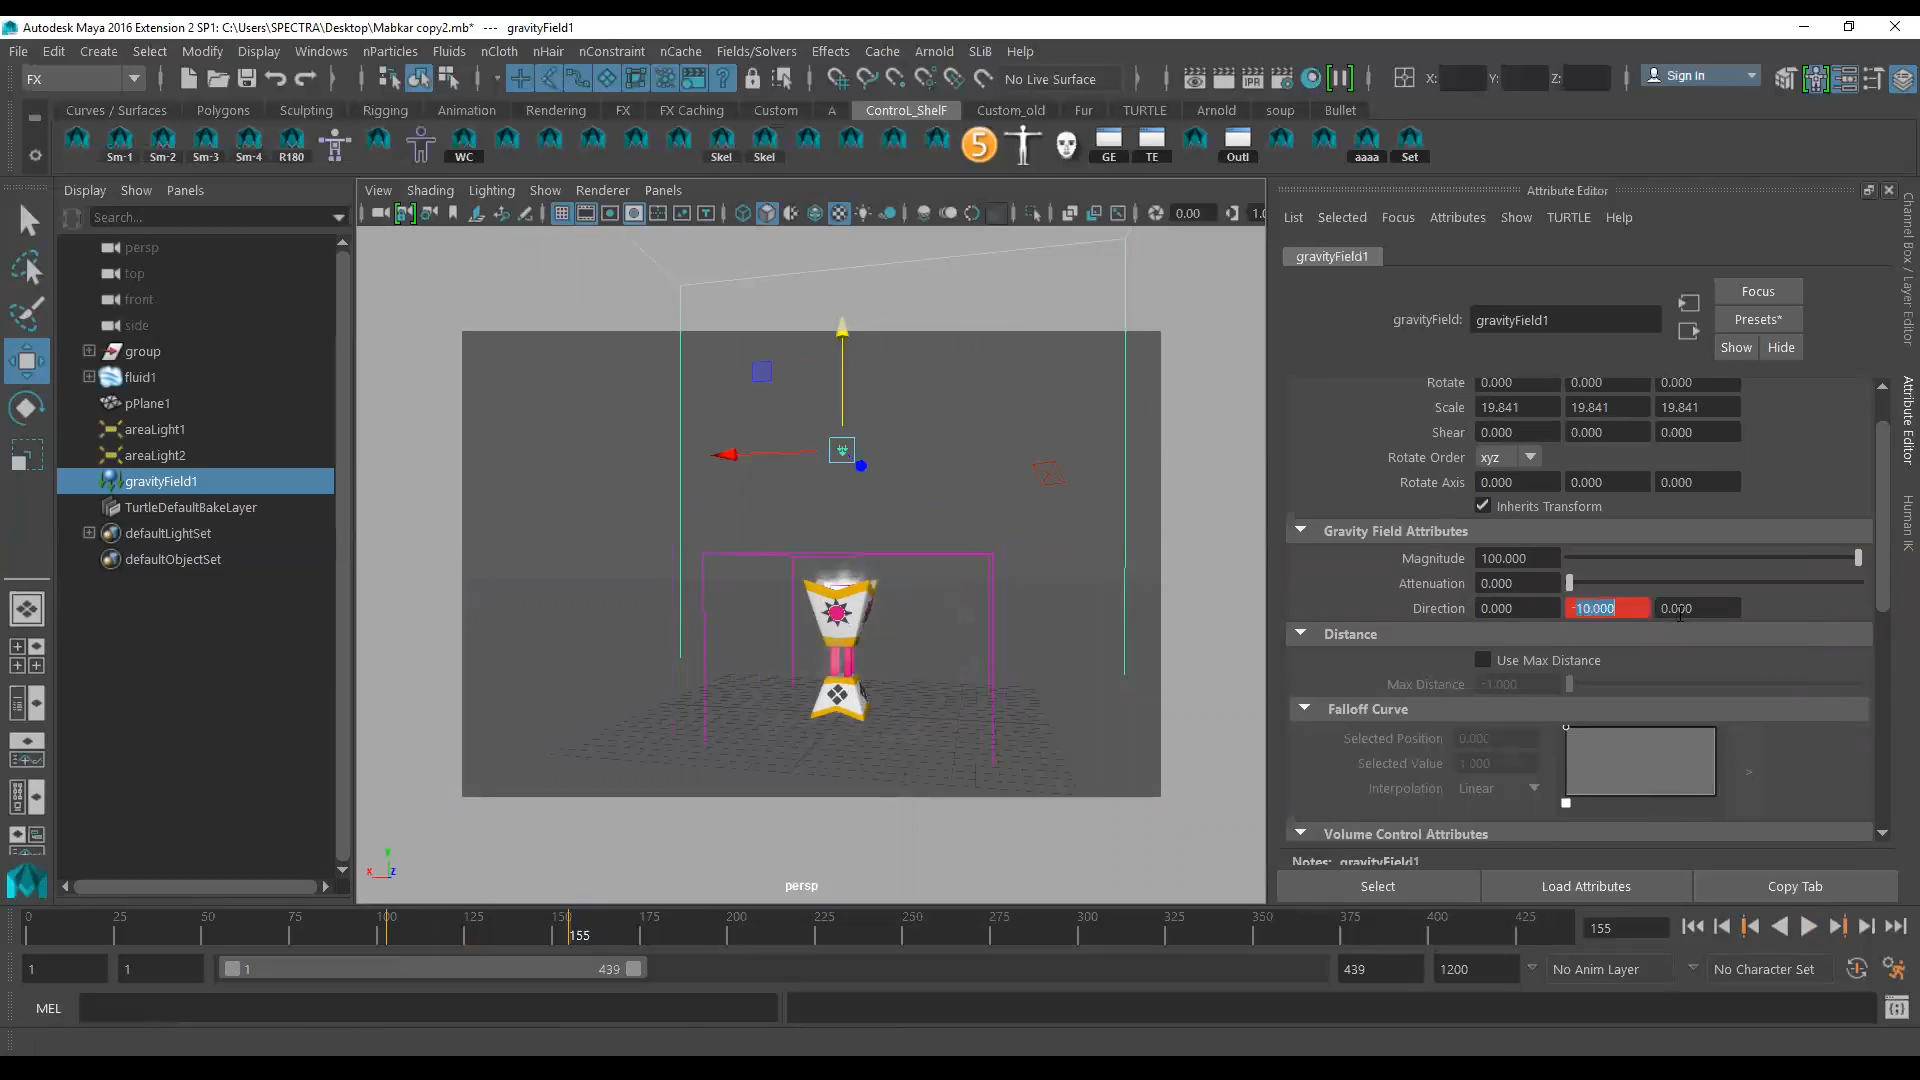 Autodesk Maya 2016 Extension 2 SP1: C:\Users\SPECTRA\Desktop\Mabkar copy2.mb* --- gravityField1
File Edit Create Select Modify Display Windows nParticles Fluids nCloth nHair nConstraint nCache Fields/Solvers Effects Cache Arnold SLiB Help
FX No Live Surface X: Y: Z: Sign In
Curves / Surfaces Polygons Sculpting Rigging Animation Rendering FX FX Caching Custom A ControL_ShelF Custom_old Fur TURTLE Arnold soup Bullet
Sm-1 Sm-2 Sm-3 Sm-4 R180 WC Skel Skel 5 GE TE Outl aaaa Set
Display Show Panels
Search...
persp
top
front
side
group
fluid1
pPlane1
areaLight1
areaLight2
gravityField1
TurtleDefaultBakeLayer
defaultLightSet
defaultObjectSet
View Shading Lighting Show Renderer Panels
0.00
persp
Attribute Editor
List Selected Focus Attributes Show TURTLE Help
gravityField1
gravityField: gravityField1
Focus
Presets*
Show Hide
Rotate 0.000 0.000 0.000
Scale 19.841 19.841 19.841
Shear 0.000 0.000 0.000
Rotate Order xyz
Rotate Axis 0.000 0.000 0.000
Inherits Transform
Gravity Field Attributes
Magnitude 100.000
Attenuation 0.000
Direction 0.000 -10.000 0.000
Distance
Use Max Distance
Max Distance -1.000
Falloff Curve
Selected Position 0.000
Selected Value 1.000
Interpolation Linear
Volume Control Attributes
Notes: gravityField1
Select Load Attributes Copy Tab
Channel Box / Layer Editor
Attribute Editor
Human IK
0 25 50 75 100 125 150 175 200 225 250 275 300 325 350 375 400 425
155
155
1 1 1 439 439 1200 No Anim Layer No Character Set
MEL